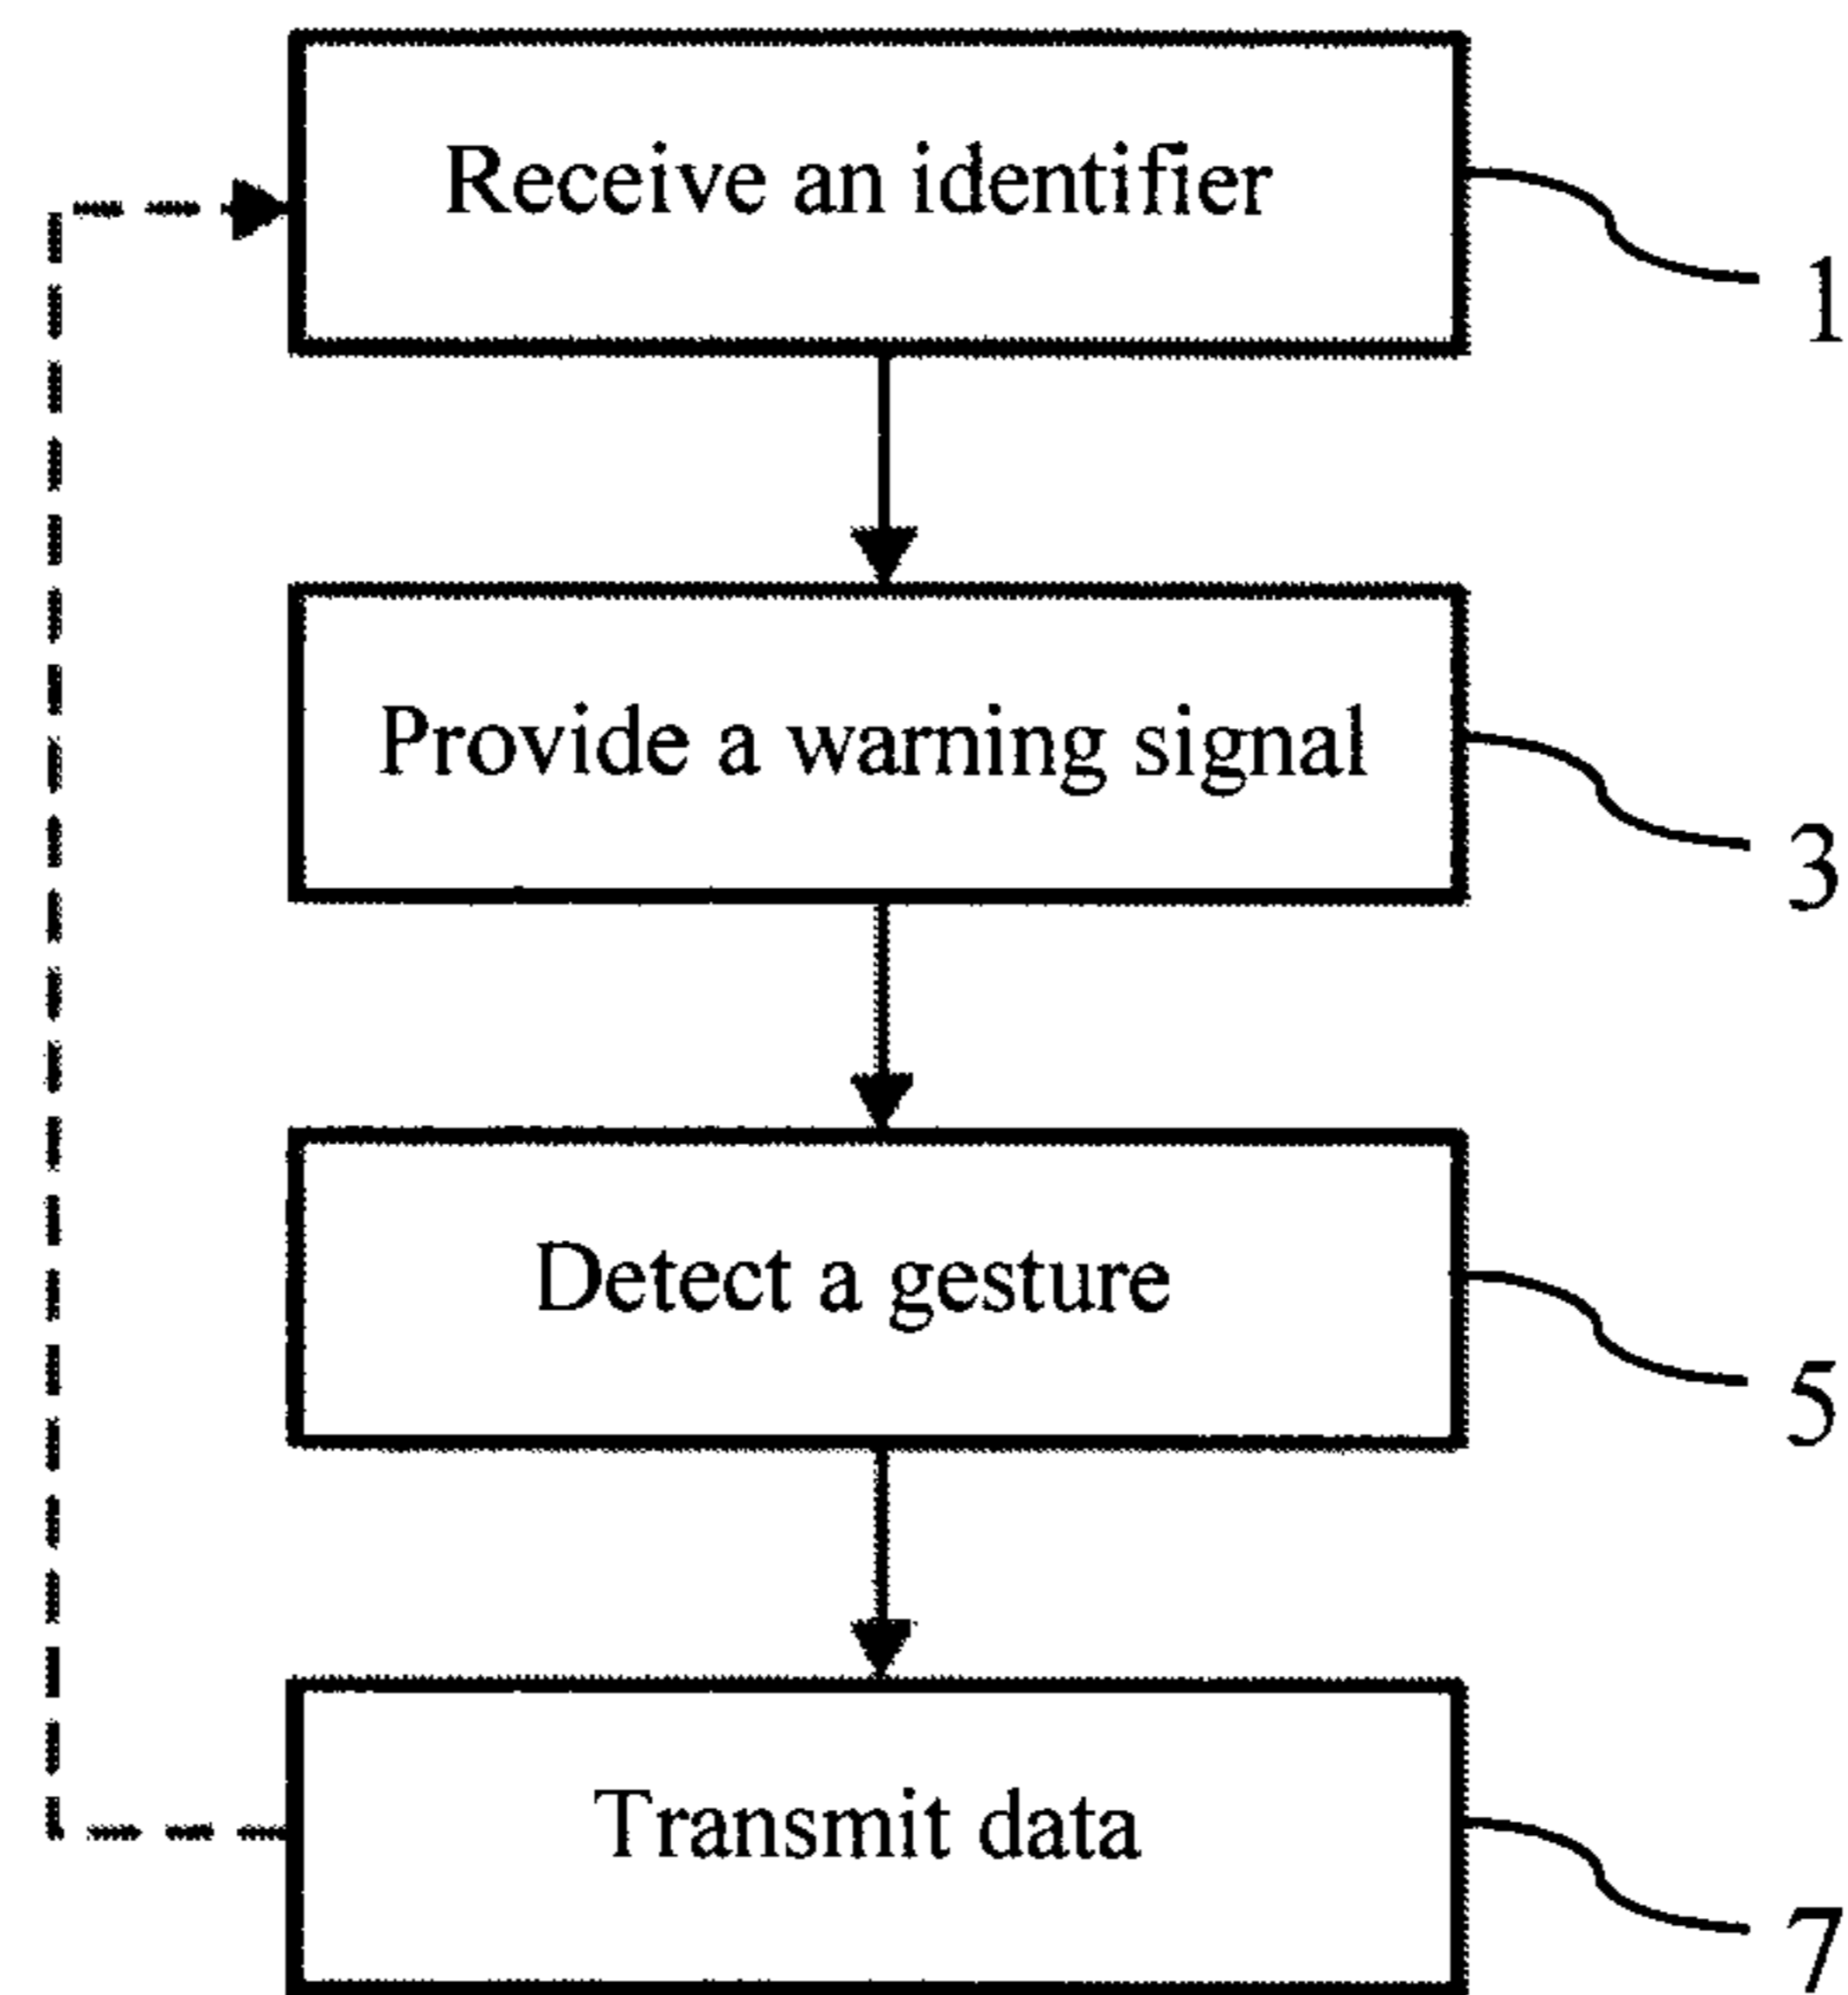 Receive an identifier
1
Provide a warning signal
3
Detect a gesture
5
Transmit data
7